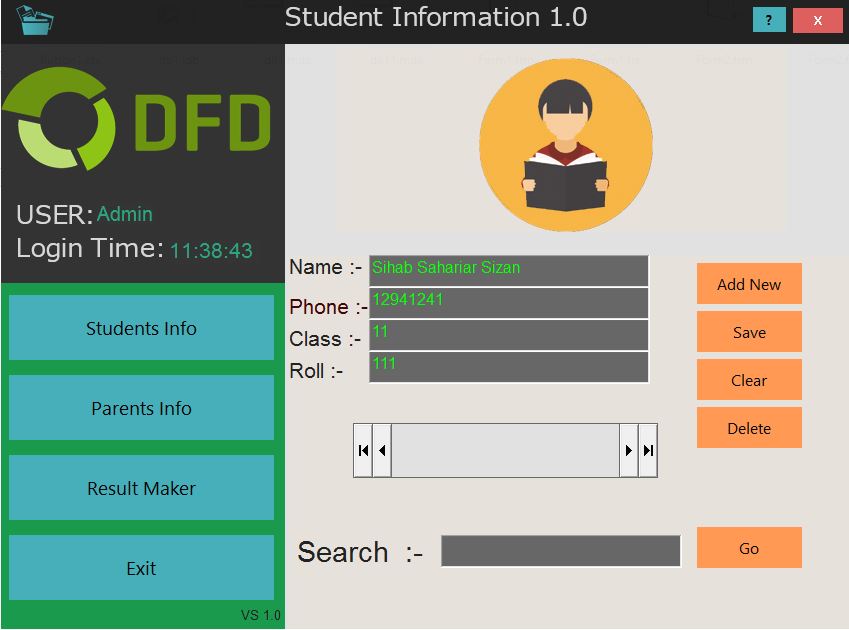 Student Information 1.0
?
X
DFD
USER: Admin
Login Time: 11:38:43
Students Info
Parents Info
Result Maker
Exit
VS 1.0
Name :- Sihab Sahariar Sizan
Phone :- 12941241
Class :- 11
Roll :- 111
Add New
Save
Clear
Delete
Search :-
Go